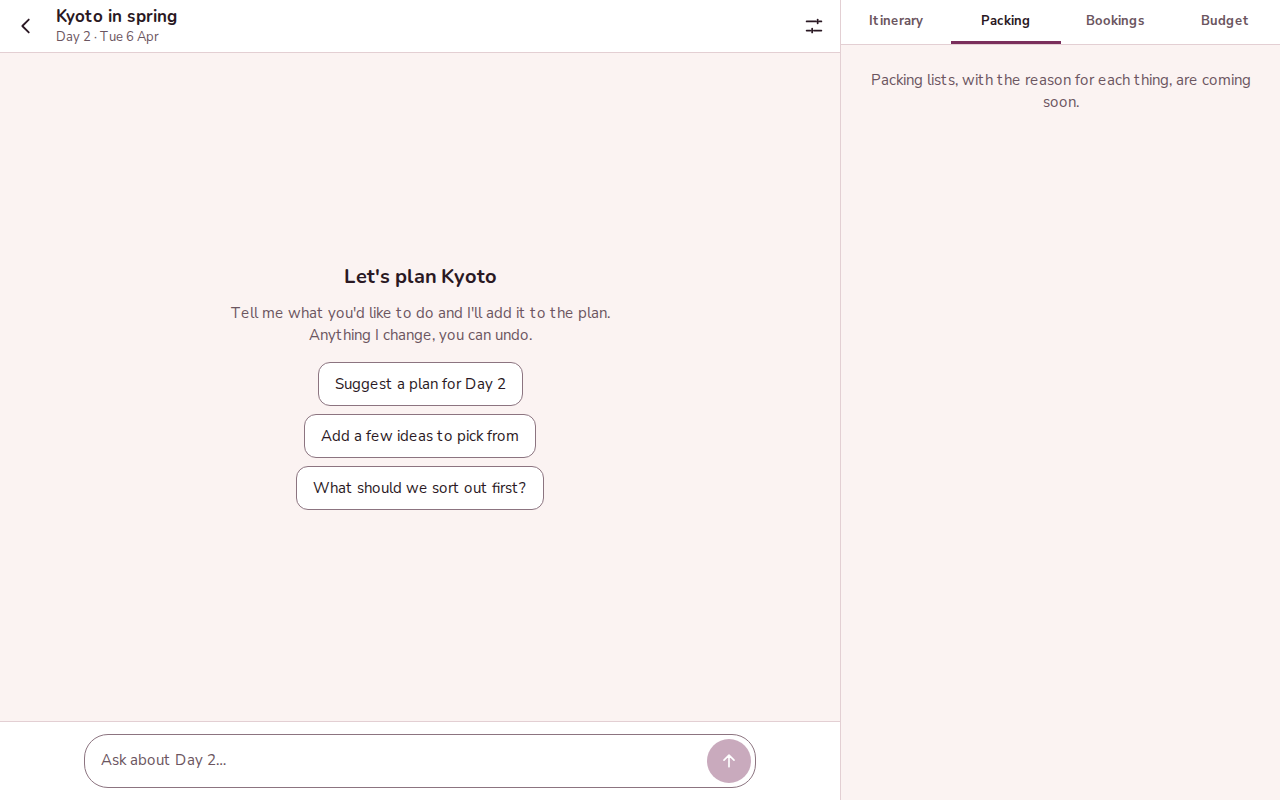 Kyoto in spring
Day 2 · Tue 6 Apr
Let's plan Kyoto
Tell me what you'd like to do and I'll add it to the plan.
Anything I change, you can undo.
Suggest a plan for Day 2
Add a few ideas to pick from
What should we sort out first?
Ask about Day 2...
Itinerary
Packing
Bookings
Budget
Packing lists, with the reason for each thing, are coming
soon.